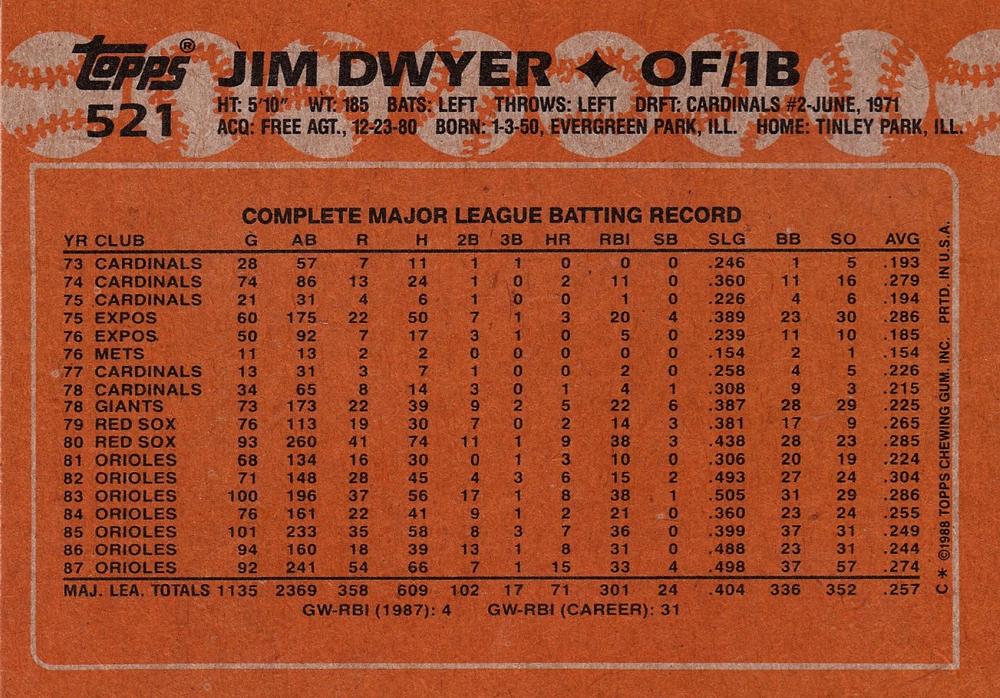 Topps® JIM DWYER ✦ OF/1B
521
HT: 5'10" WT: 185 BATS: LEFT THROWS: LEFT DRFT: CARDINALS #2-JUNE, 1971
ACQ: FREE AGT., 12-23-80 BORN: 1-3-50, EVERGREEN PARK, ILL. HOME: TINLEY PARK, ILL.
COMPLETE MAJOR LEAGUE BATTING RECORD
YR CLUB G AB R H 2B 3B HR RBI SB SLG BB SO AVG
73 CARDINALS 28 57 7 11 1 1 0 0 0 .246 1 5 .193
74 CARDINALS 74 86 13 24 1 0 2 11 0 .360 11 16 .279
75 CARDINALS 21 31 4 6 1 0 0 1 0 .226 4 6 .194
75 EXPOS 60 175 22 50 7 1 3 20 4 .389 23 30 .286
76 EXPOS 50 92 7 17 3 1 0 5 0 .239 11 10 .185
76 METS 11 13 2 2 0 0 0 0 0 .154 2 1 .154
77 CARDINALS 13 31 3 7 1 0 0 2 0 .258 4 5 .226
78 CARDINALS 34 65 8 14 3 0 1 4 1 .308 9 3 .215
78 GIANTS 73 173 22 39 9 2 5 22 6 .387 28 29 .225
79 RED SOX 76 113 19 30 7 0 2 14 3 .381 17 9 .265
80 RED SOX 93 260 41 74 11 1 9 38 3 .438 28 23 .285
81 ORIOLES 68 134 16 30 0 1 3 10 0 .306 20 19 .224
82 ORIOLES 71 148 28 45 4 3 6 15 2 .493 27 24 .304
83 ORIOLES 100 196 37 56 17 1 8 38 1 .505 31 29 .286
84 ORIOLES 76 161 22 41 9 1 2 21 0 .360 23 24 .255
85 ORIOLES 101 233 35 58 8 3 7 36 0 .399 37 31 .249
86 ORIOLES 94 160 18 39 13 1 8 31 0 .488 23 31 .244
87 ORIOLES 92 241 54 66 7 1 15 33 4 .498 37 57 .274
MAJ. LEA. TOTALS 1135 2369 358 609 102 17 71 301 24 .404 336 352 .257
GW-RBI (1987): 4 GW-RBI (CAREER): 31
C * ©1988 TOPPS CHEWING GUM. INC. PRTD. IN U.S.A.